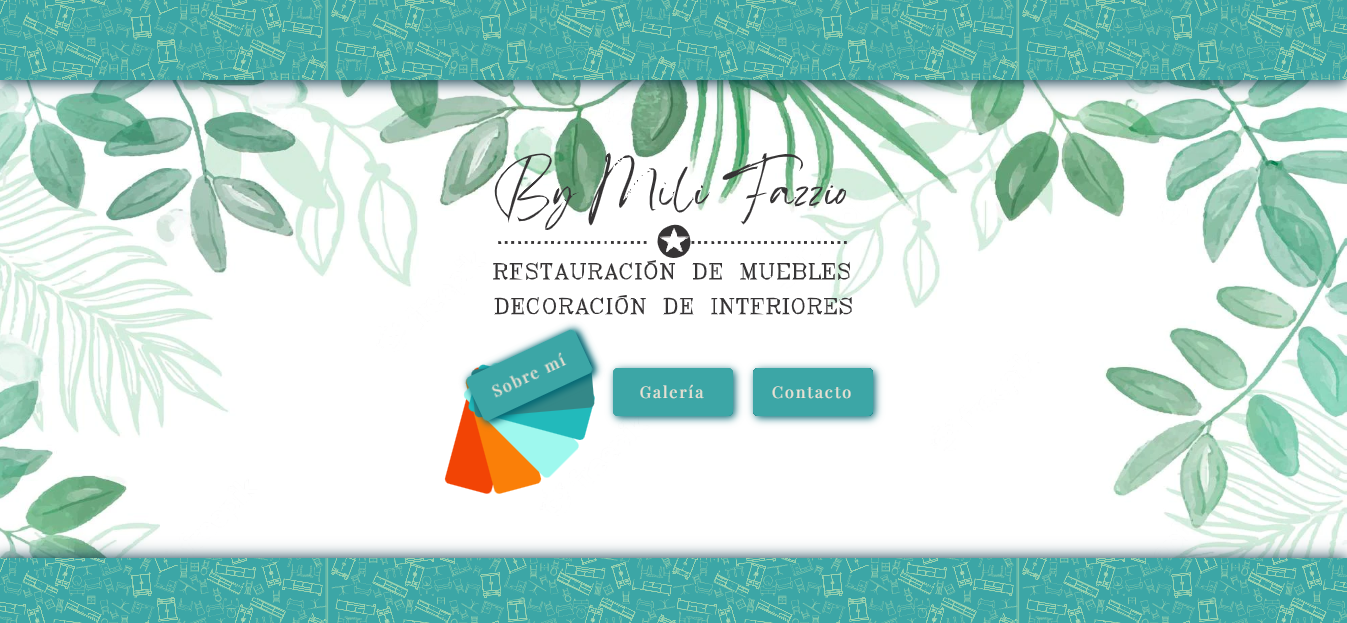 By Mili Fazzio
RESTAURACIÓN DE MUEBLES
DECORACIÓN DE INTERIORES
Sobre mí
Galería
Contacto